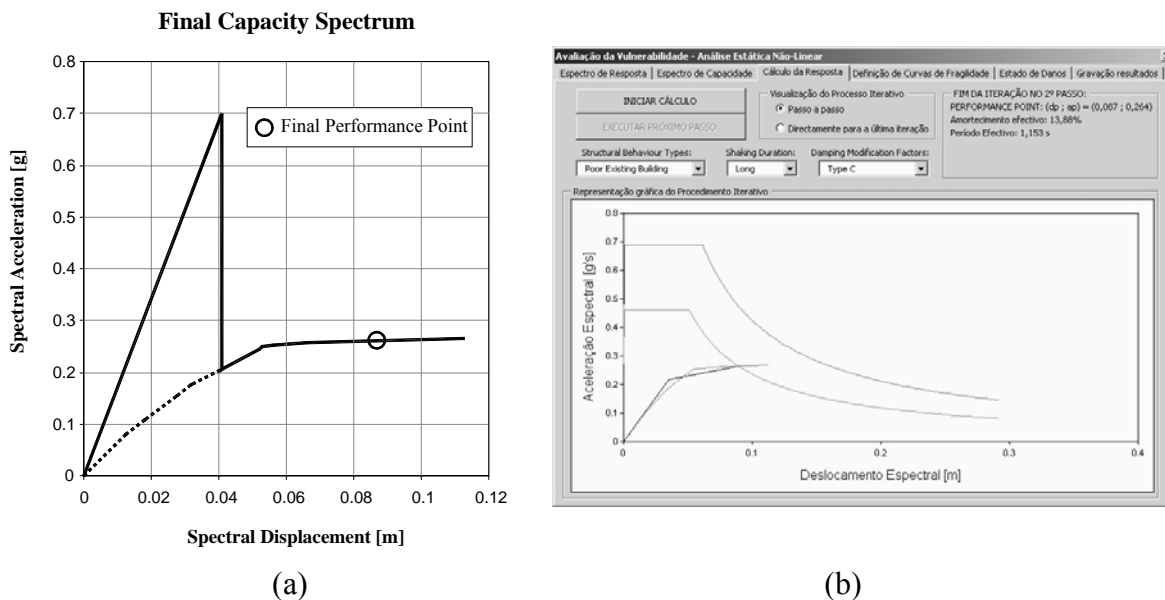 Final Capacity Spectrum
0.8
0.7
0.6
0.5
0.4
0.3
0.2
0.1
0
Spectral Acceleration [g]
Final Performance Point
0 0.02 0.04 0.06 0.08 0.1 0.12
Spectral Displacement [m]
(a)
Avaliação da Vulnerabilidade - Análise Estática Não-Linear
Espectro de Resposta | Espectro de Capacidade | Cálculo da Resposta | Definição de Curvas de Fraglidade | Estado de Danos | Gravação resultados
INICIAR CÁLCULO
EXECUTAR PRÓXIMO PASSO
Visualização do Processo Iterativo
Passo a passo
Directamente para a última iteração
FIM DA ITERAÇÃO NO 2º PASSO:
PERFORMANCE POINT: (dp ; ap) = (0,087 ; 0,264)
Amortecimento efectivo: 13,88%
Período Efectivo: 1,153 s
Structural Behaviour Types: Shaking Duration: Damping Modification Factors:
Poor Existing Building Long Type C
Representação gráfica do Procedimento Iterativo
0.8
0.7
0.6
0.5
0.4
0.3
0.2
0.1
0
Aceleração Espectral [g's]
0 0.1 0.2 0.3 0.4
Deslocamento Espectral [m]
(b)